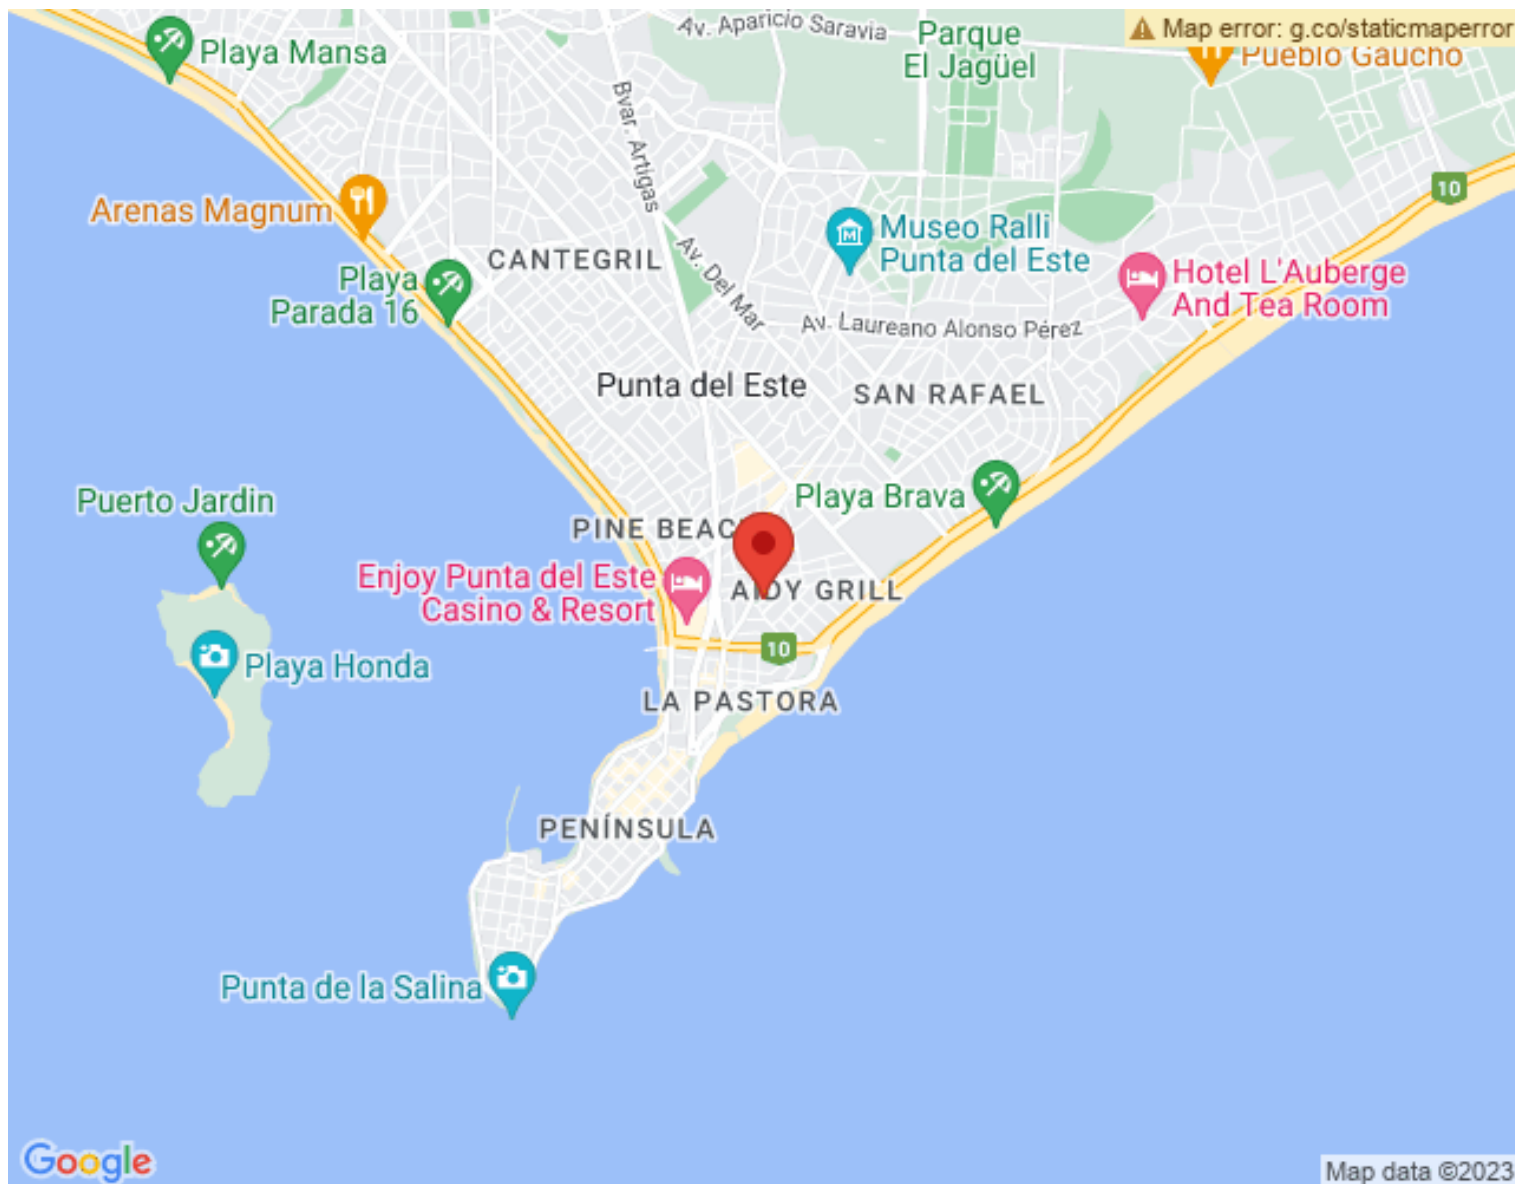 Av. Aparicio Saravia
Parque
El Jagüel
Map error: g.co/staticmaperror
Pueblo Gaucho
Playa Mansa
Bvar. Artigas
10
Arenas Magnum
CANTEGRIL
Av. Del Mar
Museo Ralli
Punta del Este
Hotel L'Auberge
And Tea Room
Playa
Parada 16
Av. Laureano Alonso Pérez
Punta del Este
SAN RAFAEL
Puerto Jardin
Playa Brava
PINE BEAC
Enjoy Punta del Este
Casino & Resort
AIDY GRILL
10
Playa Honda
LA PASTORA
PENÍNSULA
Punta de la Salina
Google
Map data ©2023